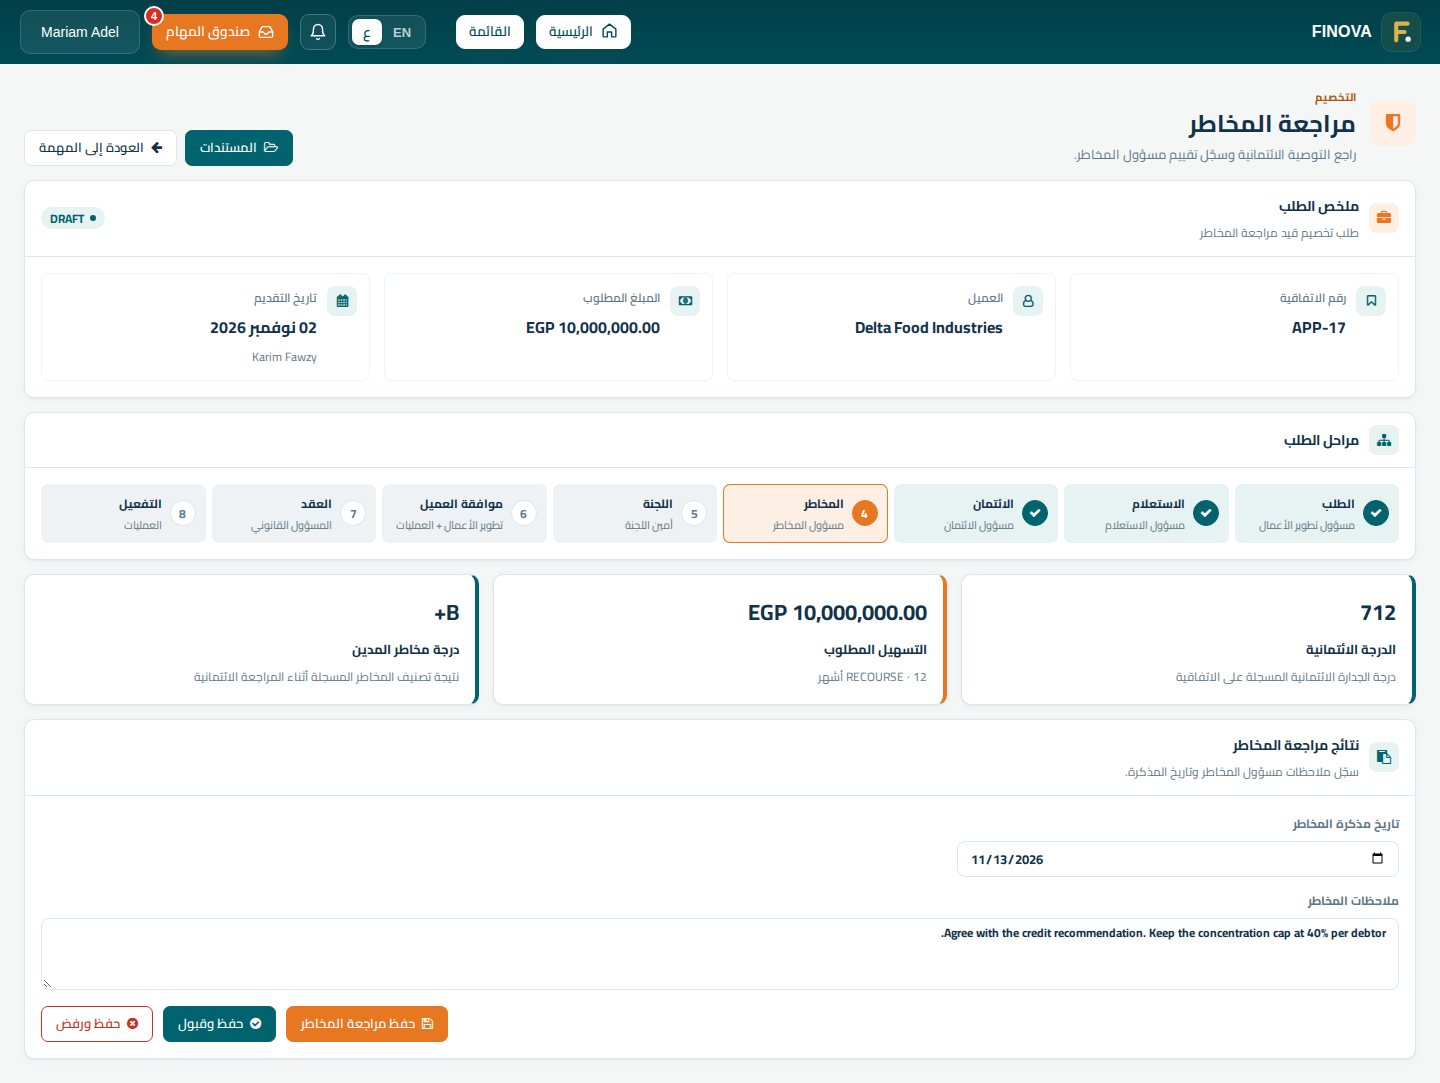 FINOVA
الرئيسية
القائمة
EN
ع
صندوق المهام
4
Mariam Adel
التخصيم
مراجعة المخاطر
راجع التوصية الائتمانية وسجّل تقييم مسؤول المخاطر.
المستندات
العودة إلى المهمة
ملخص الطلب
طلب تخصيم قيد مراجعة المخاطر
DRAFT
رقم الاتفاقية
APP-17
العميل
Delta Food Industries
المبلغ المطلوب
EGP 10,000,000.00
تاريخ التقديم
02 نوفمبر 2026
Karim Fawzy
مراحل الطلب
الطلب
مسؤول تطوير الأعمال
الاستعلام
مسؤول الاستعلام
الائتمان
مسؤول الائتمان
4
المخاطر
مسؤول المخاطر
5
اللجنة
أمين اللجنة
6
موافقة العميل
تطوير الأعمال + العمليات
7
العقد
المسؤول القانوني
8
التفعيل
العمليات
712
الدرجة الائتمانية
درجة الجدارة الائتمانية المسجلة على الاتفاقية
EGP 10,000,000.00
التسهيل المطلوب
RECOURSE · 12 أشهر
B+
درجة مخاطر المدين
نتيجة تصنيف المخاطر المسجلة أثناء المراجعة الائتمانية
نتائج مراجعة المخاطر
سجّل ملاحظات مسؤول المخاطر وتاريخ المذكرة.
تاريخ مذكرة المخاطر
11/13/2026
ملاحظات المخاطر
Agree with the credit recommendation. Keep the concentration cap at 40% per debtor.
حفظ مراجعة المخاطر
حفظ وقبول
حفظ ورفض